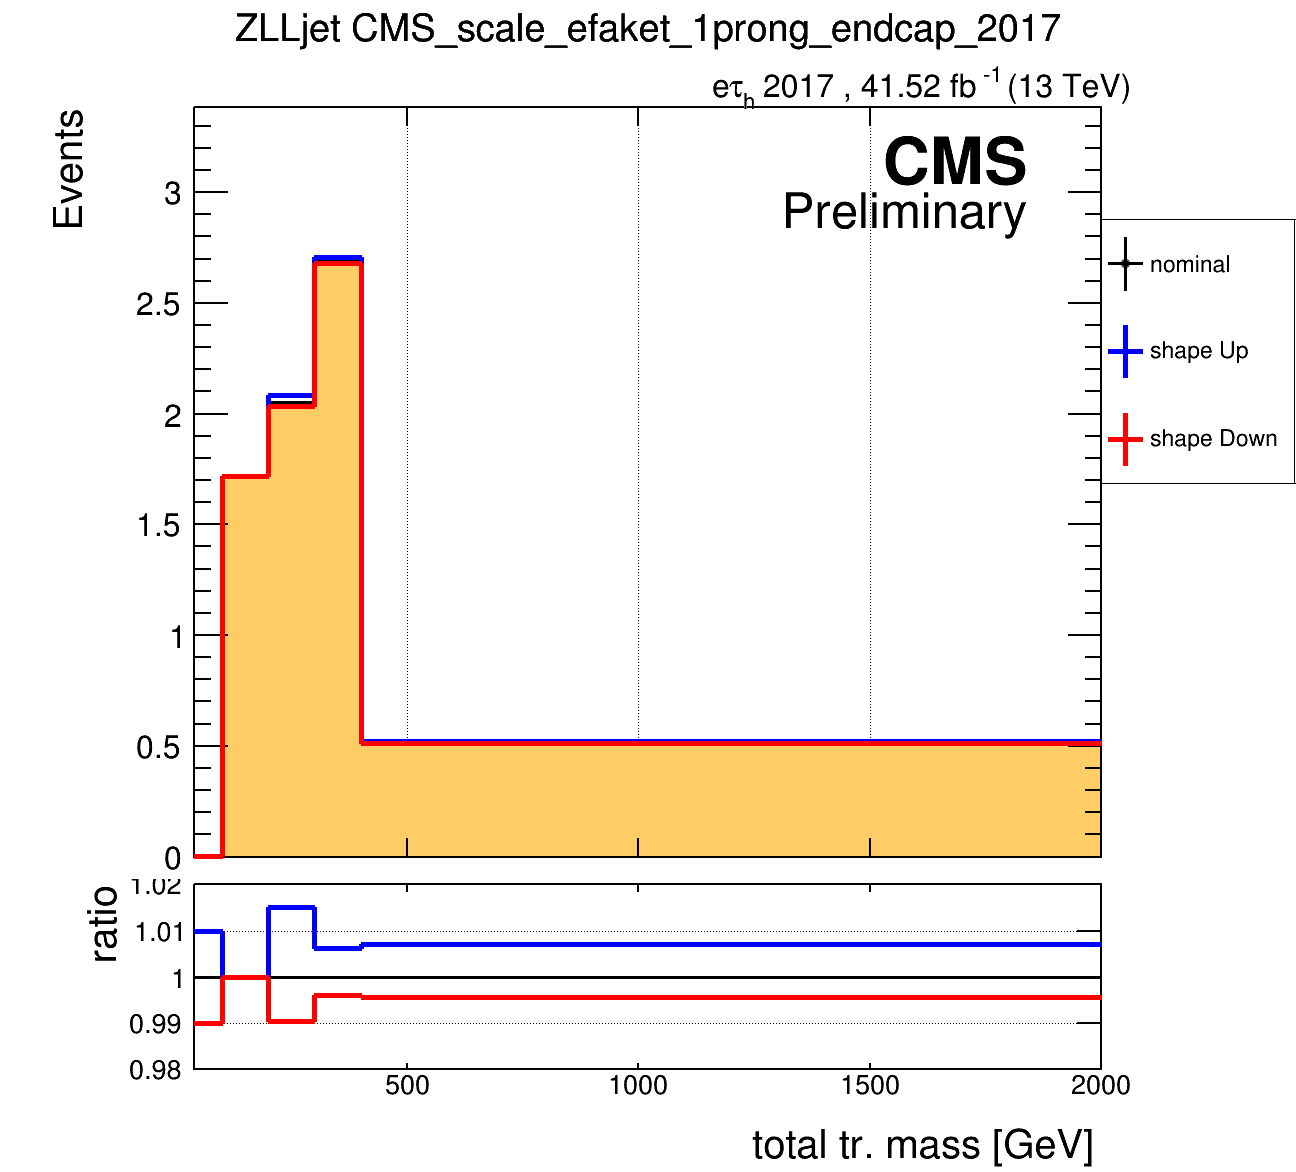 ZLLjet CMS_scale_efaket_1prong_endcap_2017
eτh 2017 , 41.52 fb -1 (13 TeV)
Events
CMS
Preliminary
3
2.5
2
1.5
1
0.5
0
nominal
shape Up
shape Down
ratio
1.02
1.01
1
0.99
0.98
500
1000
1500
2000
total tr. mass [GeV]